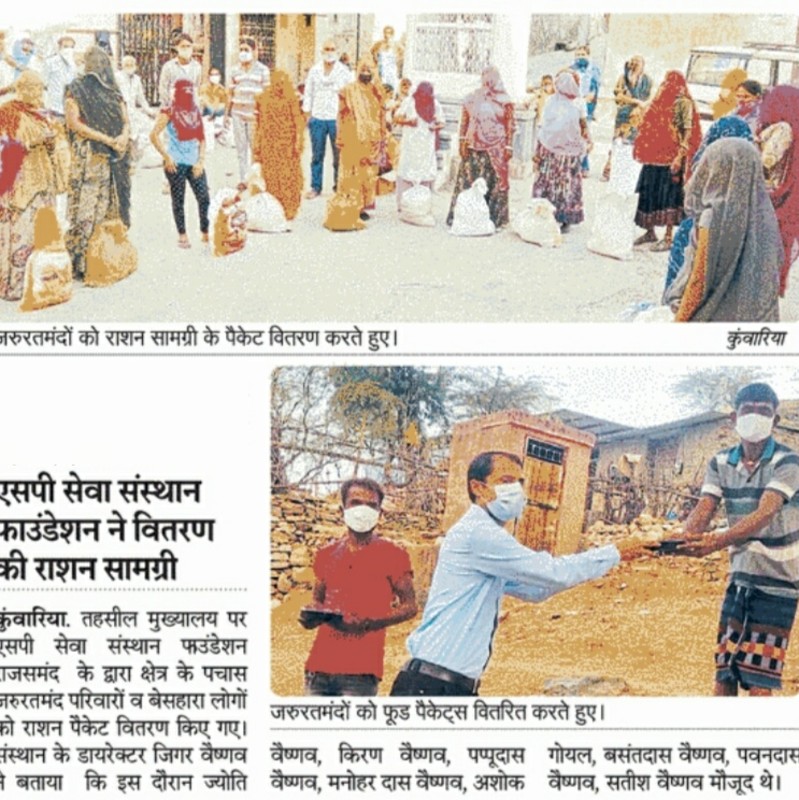 जरुरतमंदों को राशन सामग्री के पैकेट वितरण करते हुए।
कुंवारिया
एसपी सेवा संस्थान
फाउंडेशन ने वितरण
की राशन सामग्री
कुंवारिया. तहसील मुख्यालय पर
एसपी सेवा संस्थान फाउंडेशन
राजसमंद के द्वारा क्षेत्र के पचास
जरुरतमंद परिवारों व बेसहारा लोगों
को राशन पैकेट वितरण किए गए।
संस्थान के डायरेक्टर जिगर वैष्णव
ने बताया कि इस दौरान ज्योति
जरुरतमंदों को फूड पैकेट्स वितरित करते हुए।
वैष्णव, किरण वैष्णव, पप्पूदास
वैष्णव, मनोहर दास वैष्णव, अशोक
गोयल, बसंतदास वैष्णव, पवनदास
वैष्णव, सतीश वैष्णव मौजूद थे।